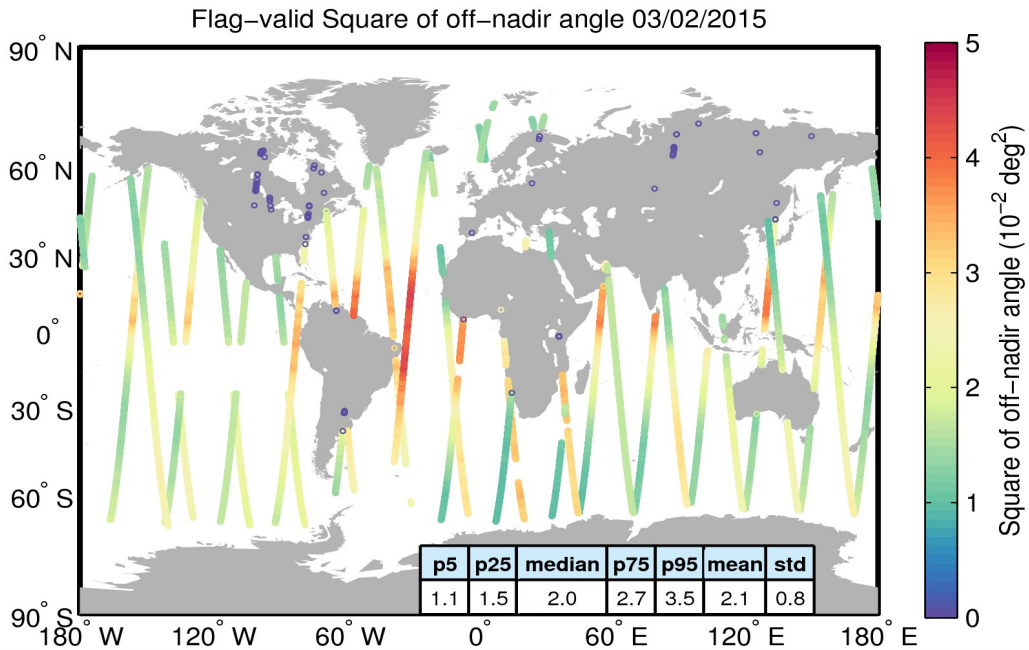 Flag−valid Square of off−nadir angle 03/02/2015
90° N
60° N
30° N
0°
30° S
60° S
90° S
180° W
120° W
60° W
0°
60° E
120° E
180° E
p5 p25 median p75 p95 mean std
1.1 1.5 2.0 2.7 3.5 2.1 0.8
5
4
3
2
1
0
Square of off−nadir angle (10⁻² deg²)